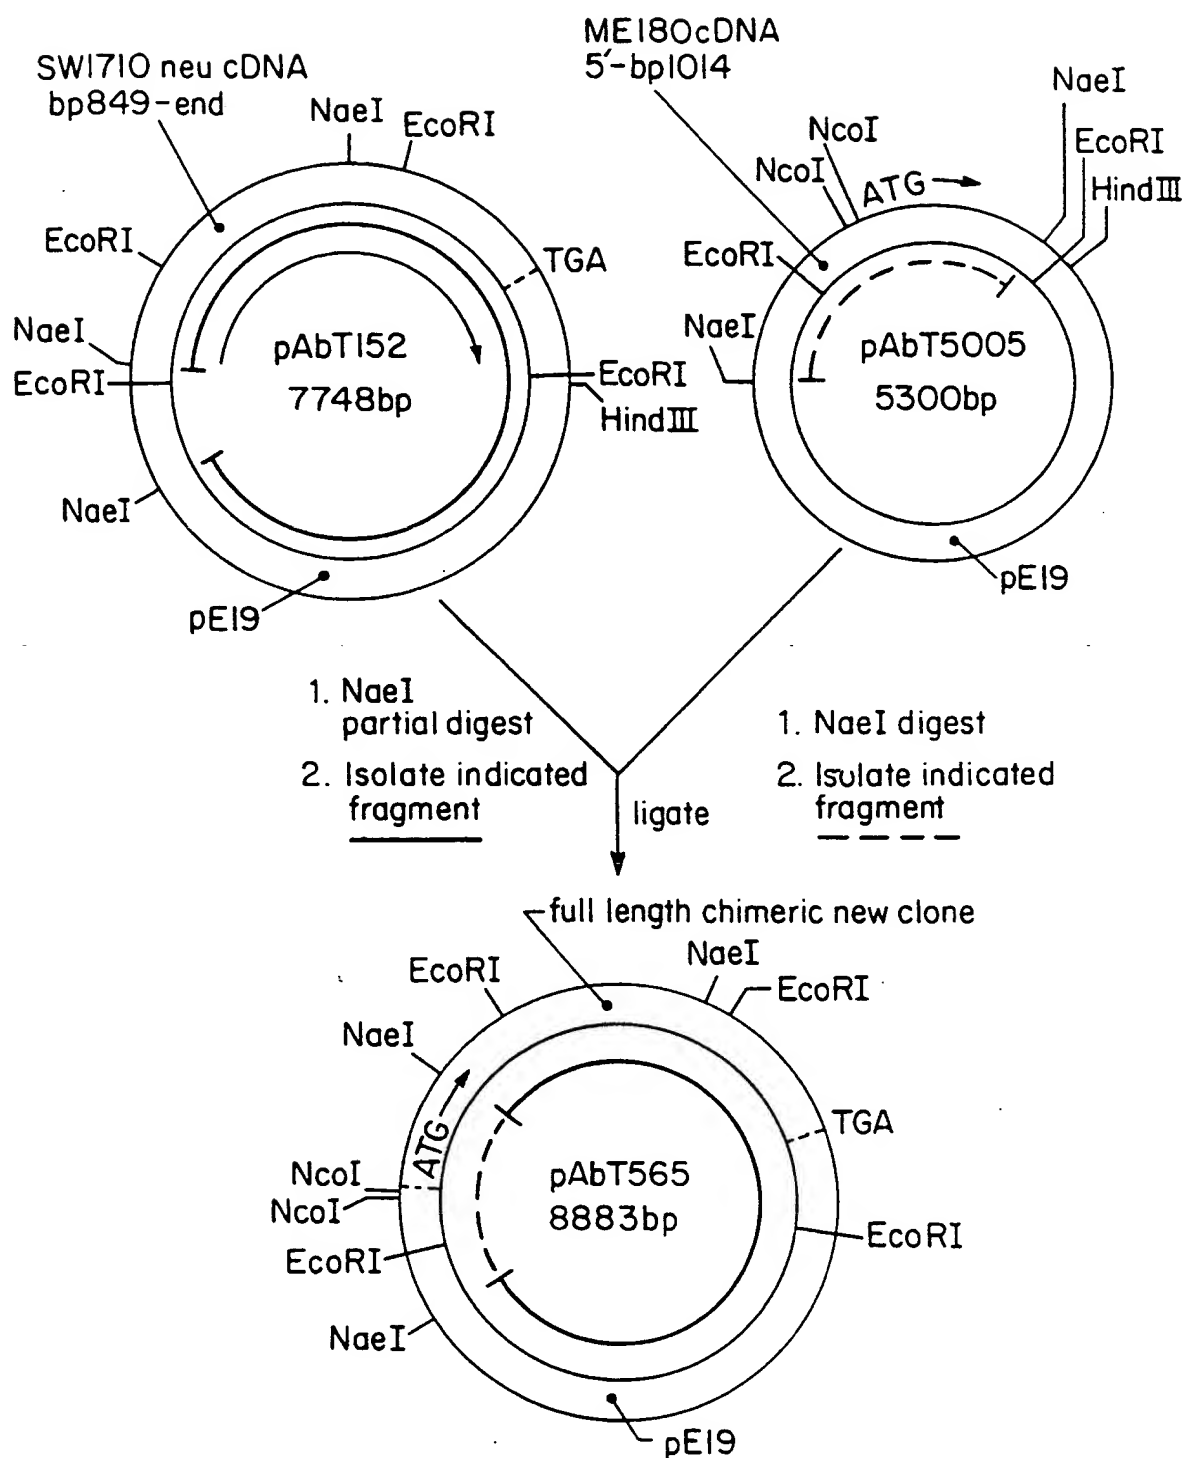 SW1710 neu cDNA
bp849-end
NaeI
EcoRI
EcoRI
TGA
NaeI
EcoRI
pAbT152
7748bp
EcoRI
HindIII
NaeI
pE19
ME180cDNA
5'-bp1014
NcoI
NcoI
ATG
NaeI
EcoRI
HindIII
EcoRI
NaeI
pAbT5005
5300bp
pE19
1. NaeI
partial digest
2. Isolate indicated
fragment
1. NaeI digest
2. Isulate indicated
fragment
ligate
full length chimeric new clone
NaeI
EcoRI
EcoRI
NaeI
ATG
TGA
NcoI
NcoI
pAbT565
8883bp
EcoRI
EcoRI
NaeI
pE19